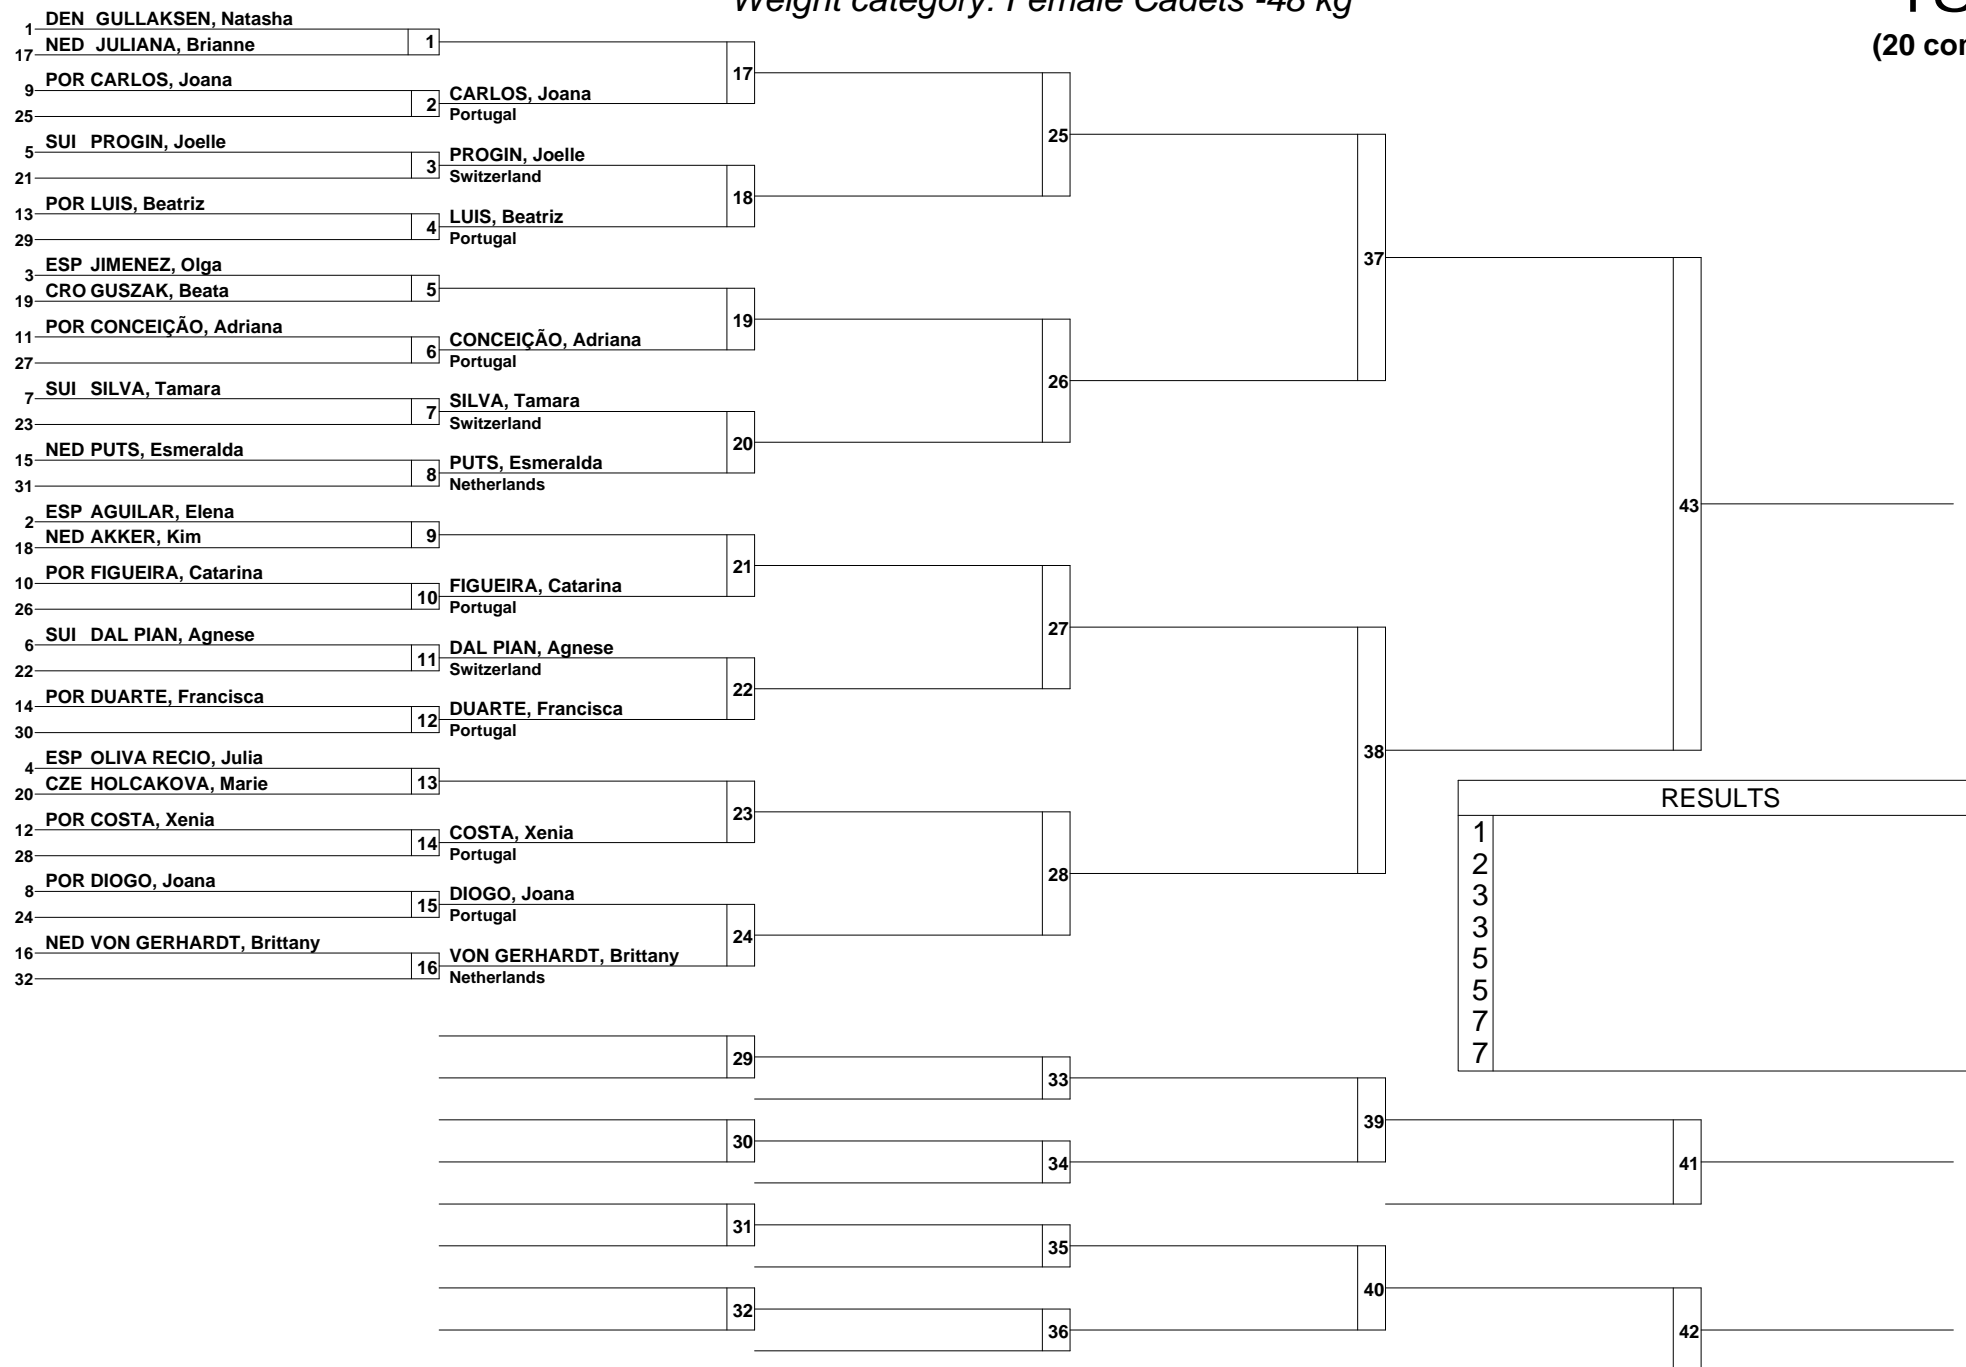 Weight category: Female Cadets -48 kg
(20
1 DEN GULLAKSEN, Natasha
17 NED JULIANA, Brianne
1
9 POR CARLOS, Joana
25
2 CARLOS, Joana
Portugal
17
5 SUI PROGIN, Joelle
21
3 PROGIN, Joelle
Switzerland
13 POR LUIS, Beatriz
29
4 LUIS, Beatriz
Portugal
18
25
3 ESP JIMENEZ, Olga
19 CRO GUSZAK, Beata
5
11 POR CONCEIÇÃO, Adriana
27
6 CONCEIÇÃO, Adriana
Portugal
19
7 SUI SILVA, Tamara
23
7 SILVA, Tamara
Switzerland
15 NED PUTS, Esmeralda
31
8 PUTS, Esmeralda
Netherlands
20
26
37
2 ESP AGUILAR, Elena
18 NED AKKER, Kim
9
10 POR FIGUEIRA, Catarina
26
10 FIGUEIRA, Catarina
Portugal
21
6 SUI DAL PIAN, Agnese
22
11 DAL PIAN, Agnese
Switzerland
14 POR DUARTE, Francisca
30
12 DUARTE, Francisca
Portugal
22
27
4 ESP OLIVA RECIO, Julia
20 CZE HOLCAKOVA, Marie
13
12 POR COSTA, Xenia
28
14 COSTA, Xenia
Portugal
23
8 POR DIOGO, Joana
24
15 DIOGO, Joana
Portugal
16 NED VON GERHARDT, Brittany
32
16 VON GERHARDT, Brittany
Netherlands
24
28
38
43
RESULTS
1
2
3
3
5
5
7
7
29
33
30
34
39
41
31
35
32
36
40
42